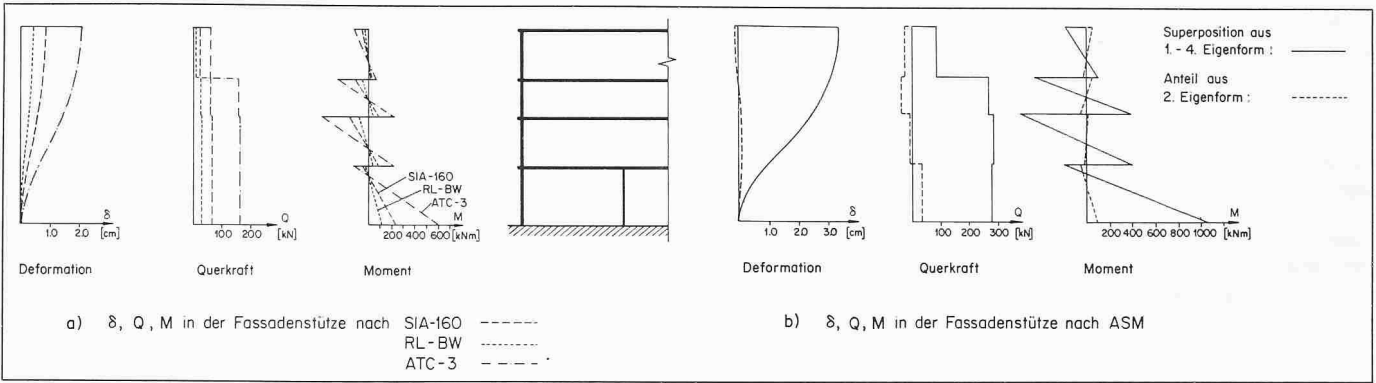 SIA-160
RL-BW
ATC-3
δ
1.0 2.0 [cm]
Deformation
Q
100 200 [kN]
Querkraft
M
200 400 600 [kNm]
Moment
a) δ, Q, M in der Fassadenstütze nach SIA-160
RL-BW
ATC-3
Superposition aus
1.-4. Eigenform:
Anteil aus
2. Eigenform:
δ
1.0 2.0 3.0 [cm]
Deformation
Q
100 200 300 [kN]
Querkraft
M
200 400 600 800 1000 [kNm]
Moment
b) δ, Q, M in der Fassadenstütze nach ASM